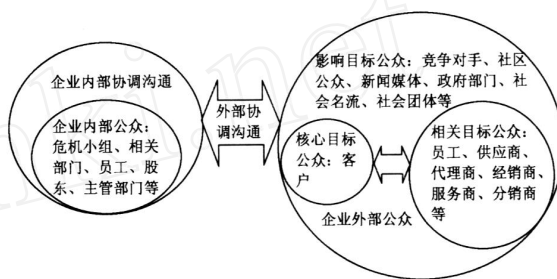 企业内部协调沟通
企业内部公众：
危机小组、相关
部门、员工、股
东、主管部门等
外部协
调沟通
影响目标公众：竞争对手、社区
公众、新闻媒体、政府部门、社
会名流、社会团体等
核心目标
公众：客
户
相关目标公众：
员工、供应商、
代理商、经销商、
服务商、分销商
等
企业外部公众